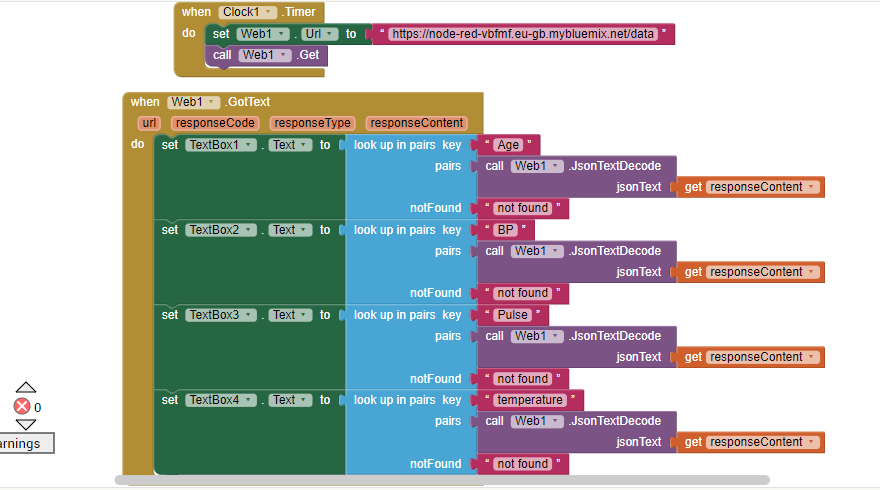 when Clock1 .Timer
do set Web1 . Url to " https://node-red-vbfmf.eu-gb.mybluemix.net/data "
call Web1 .Get
when Web1 .GotText
url responseCode responseType responseContent
do set TextBox1 . Text to look up in pairs key " Age "
pairs call Web1 .JsonTextDecode
jsonText get responseContent
notFound " not found "
set TextBox2 . Text to look up in pairs key " BP "
pairs call Web1 .JsonTextDecode
jsonText get responseContent
notFound " not found "
set TextBox3 . Text to look up in pairs key " Pulse "
pairs call Web1 .JsonTextDecode
jsonText get responseContent
notFound " not found "
set TextBox4 . Text to look up in pairs key " temperature "
pairs call Web1 .JsonTextDecode
jsonText get responseContent
notFound " not found "
0
arnings